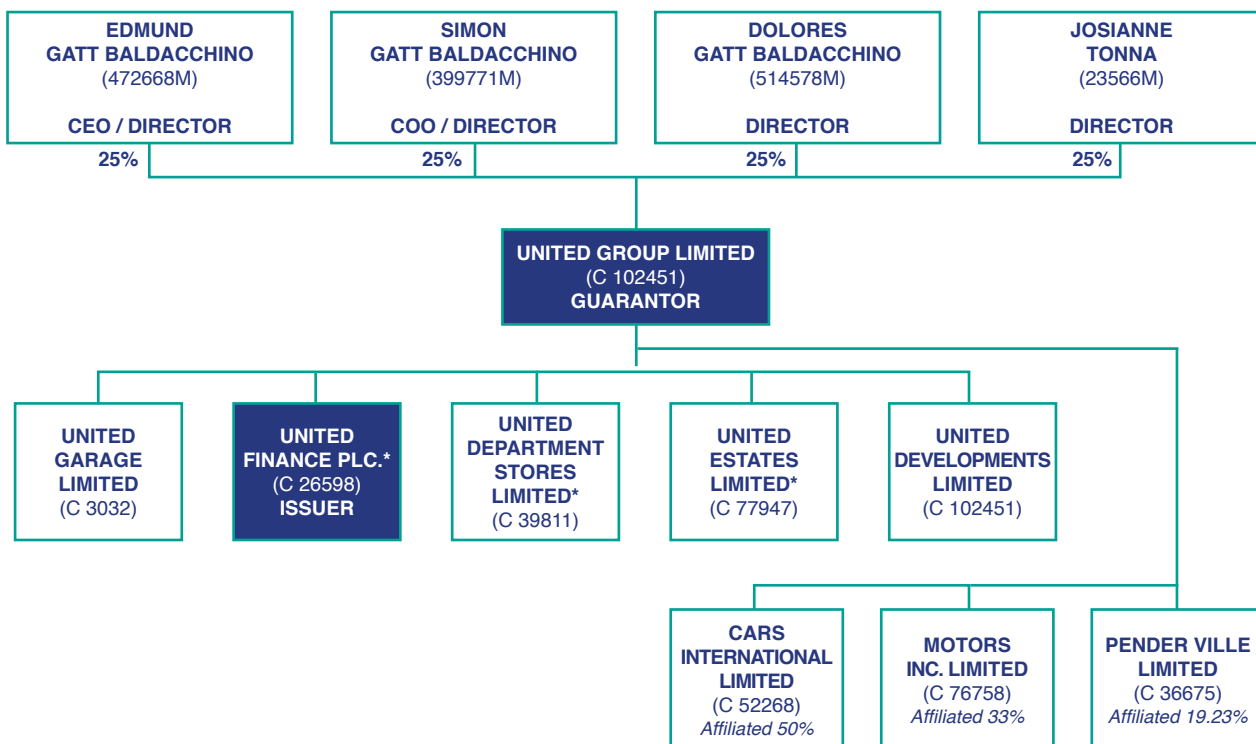 EDMUND
GATT BALDACCHINO
(472668M)
CEO / DIRECTOR
SIMON
GATT BALDACCHINO
(399771M)
COO / DIRECTOR
DOLORES
GATT BALDACCHINO
(514578M)
DIRECTOR
JOSIANNE
TONNA
(23566M)
DIRECTOR
25%
25%
25%
25%
UNITED GROUP LIMITED
(C 102451)
GUARANTOR
UNITED
GARAGE
LIMITED
(C 3032)
UNITED
FINANCE PLC.*
(C 26598)
ISSUER
UNITED
DEPARTMENT
STORES
LIMITED*
(C 39811)
UNITED
ESTATES
LIMITED*
(C 77947)
UNITED
DEVELOPMENTS
LIMITED
(C 102451)
CARS
INTERNATIONAL
LIMITED
(C 52268)
Affiliated 50%
MOTORS
INC. LIMITED
(C 76758)
Affiliated 33%
PENDER VILLE
LIMITED
(C 36675)
Affiliated 19.23%